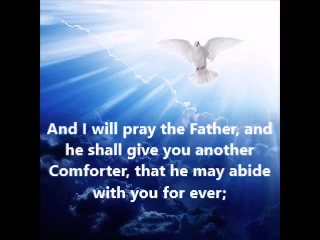 And I will pray the Father, and
he shall give you another
Comforter, that he may abide
with you for ever;